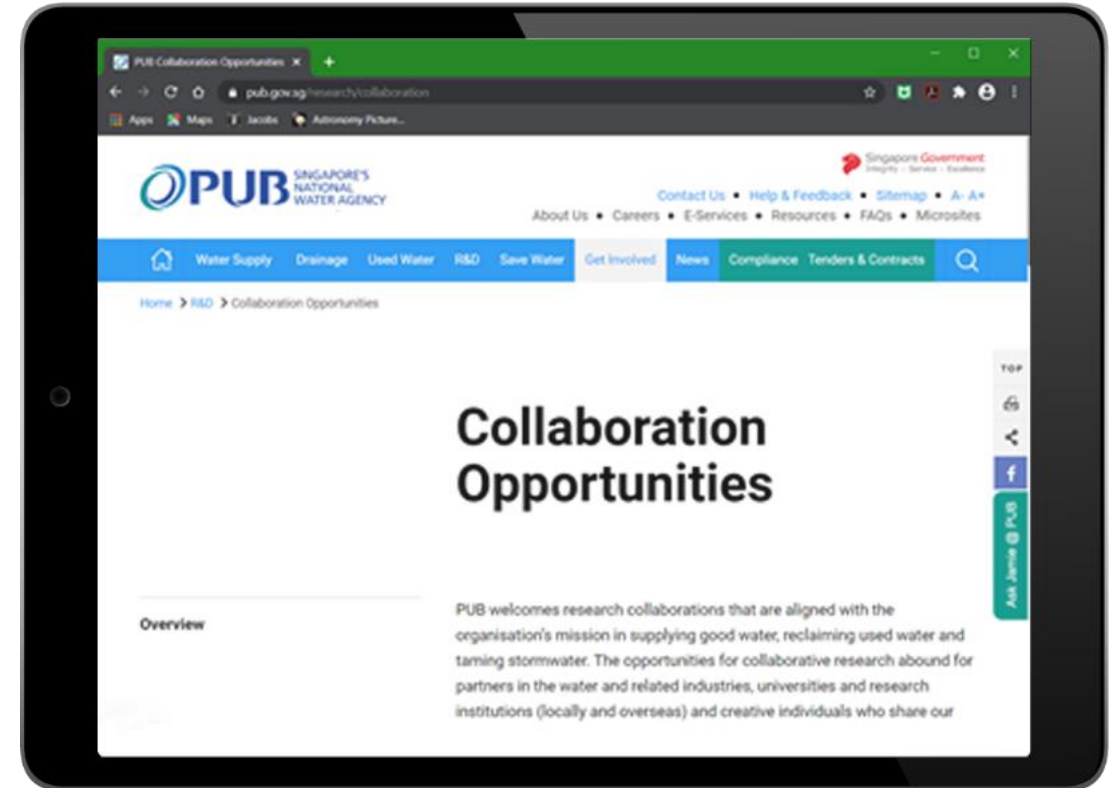 PUB Collaboration Opportunities
pub.gov.sg/research/collaboration
Apps Maps Jacobs Astronomy Picture...
PUB SINGAPORE'S
NATIONAL
WATER AGENCY
Singapore Government
Integrity • Service • Excellence
Contact Us • Help & Feedback • Sitemap • A- A+
About Us • Careers • E-Services • Resources • FAQs • Microsites
Water Supply Drainage Used Water R&D Save Water Get Involved News Compliance Tenders & Contracts
Home > R&D > Collaboration Opportunities
TOP
Collaboration
Opportunities
Ask Jamie @ PUB
Overview
PUB welcomes research collaborations that are aligned with the
organisation's mission in supplying good water, reclaiming used water and
taming stormwater. The opportunities for collaborative research abound for
partners in the water and related industries, universities and research
institutions (locally and overseas) and creative individuals who share our